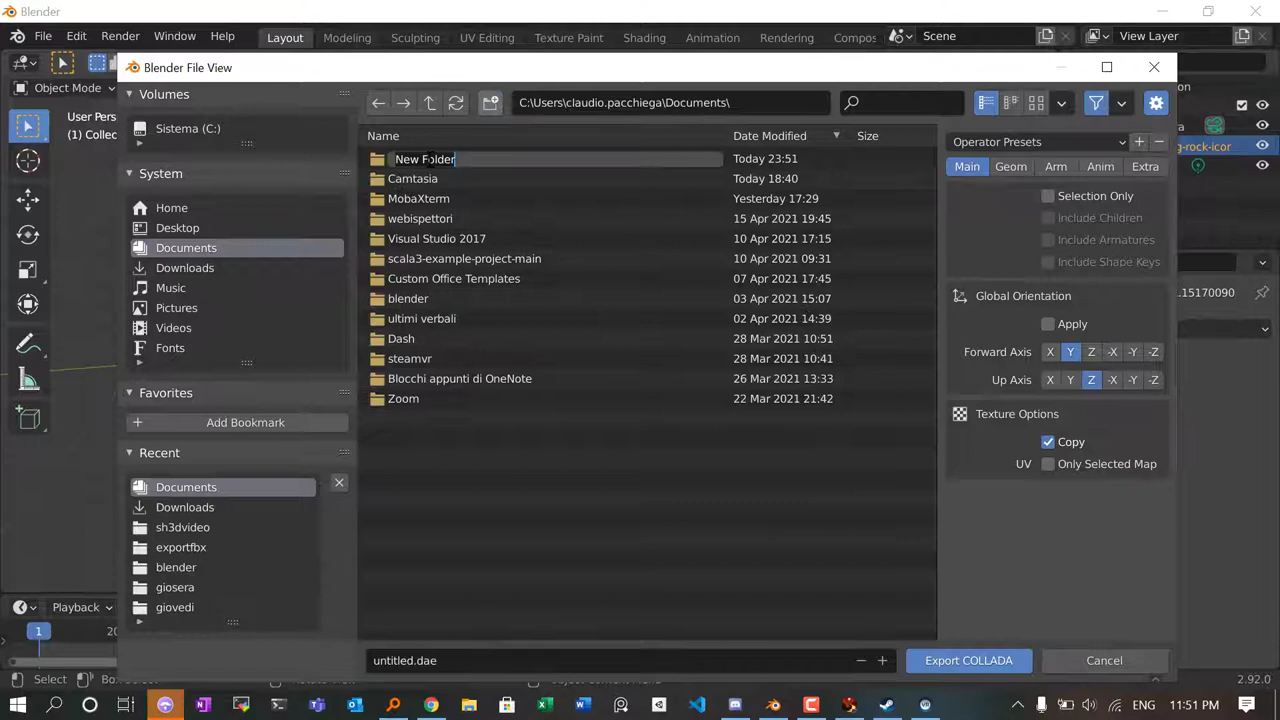 Blender
File Edit Render Window Help Layout Modeling Sculpting UV Editing Texture Paint Shading Animation Rendering Compos Scene View Layer
Blender File View
Object Mode
User Pers
(1) Collec
Volumes
Sistema (C:)
System
Home
Desktop
Documents
Downloads
Music
Pictures
Videos
Fonts
Favorites
Add Bookmark
Recent
Documents
Downloads
sh3dvideo
exportfbx
blender
giosera
giovedi
C:\Users\claudio.pacchiega\Documents\
Name Date Modified Size
New Folder Today 23:51
Camtasia Today 18:40
MobaXterm Yesterday 17:29
webispettori 15 Apr 2021 19:45
Visual Studio 2017 10 Apr 2021 17:15
scala3-example-project-main 10 Apr 2021 09:31
Custom Office Templates 07 Apr 2021 17:45
blender 03 Apr 2021 15:07
ultimi verbali 02 Apr 2021 14:39
Dash 28 Mar 2021 10:51
steamvr 28 Mar 2021 10:41
Blocchi appunti di OneNote 26 Mar 2021 13:33
Zoom 22 Mar 2021 21:42
Operator Presets
Main Geom Arm Anim Extra
Selection Only
Include Children
Include Armatures
Include Shape Keys
Global Orientation
Apply
Forward Axis X Y Z -X -Y -Z
Up Axis X Y Z -X -Y -Z
Texture Options
Copy
UV Only Selected Map
g-rock-icor
.15170090
untitled.dae
Export COLLADA Cancel
Playback
1 20
Select 2.92.0
ENG 11:51 PM